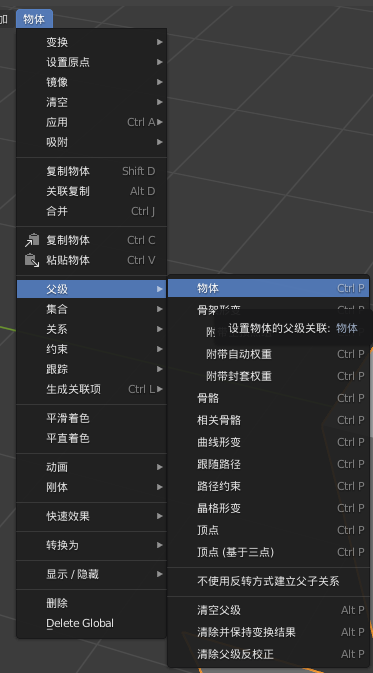 加 物体
变换
设置原点
镜像
清空
应用 Ctrl A
吸附
复制物体 Shift D
关联复制 Alt D
合并 Ctrl J
复制物体 Ctrl C
粘贴物体 Ctrl V
父级
集合
关系
约束
跟踪
生成关联项 Ctrl L
平滑着色
平直着色
动画
刚体
快速效果
转换为
显示 / 隐藏
删除
Delete Global
物体 Ctrl P
骨架形变 Ctrl P
设置物体的父级关联: 物体
附带自动权重 Ctrl P
附带封套权重 Ctrl P
骨骼 Ctrl P
相关骨骼 Ctrl P
曲线形变 Ctrl P
跟随路径 Ctrl P
路径约束 Ctrl P
晶格形变 Ctrl P
顶点 Ctrl P
顶点 (基于三点) Ctrl P
不使用反转方式建立父子关系
清空父级 Alt P
清除并保持变换结果 Alt P
清除父级反校正 Alt P